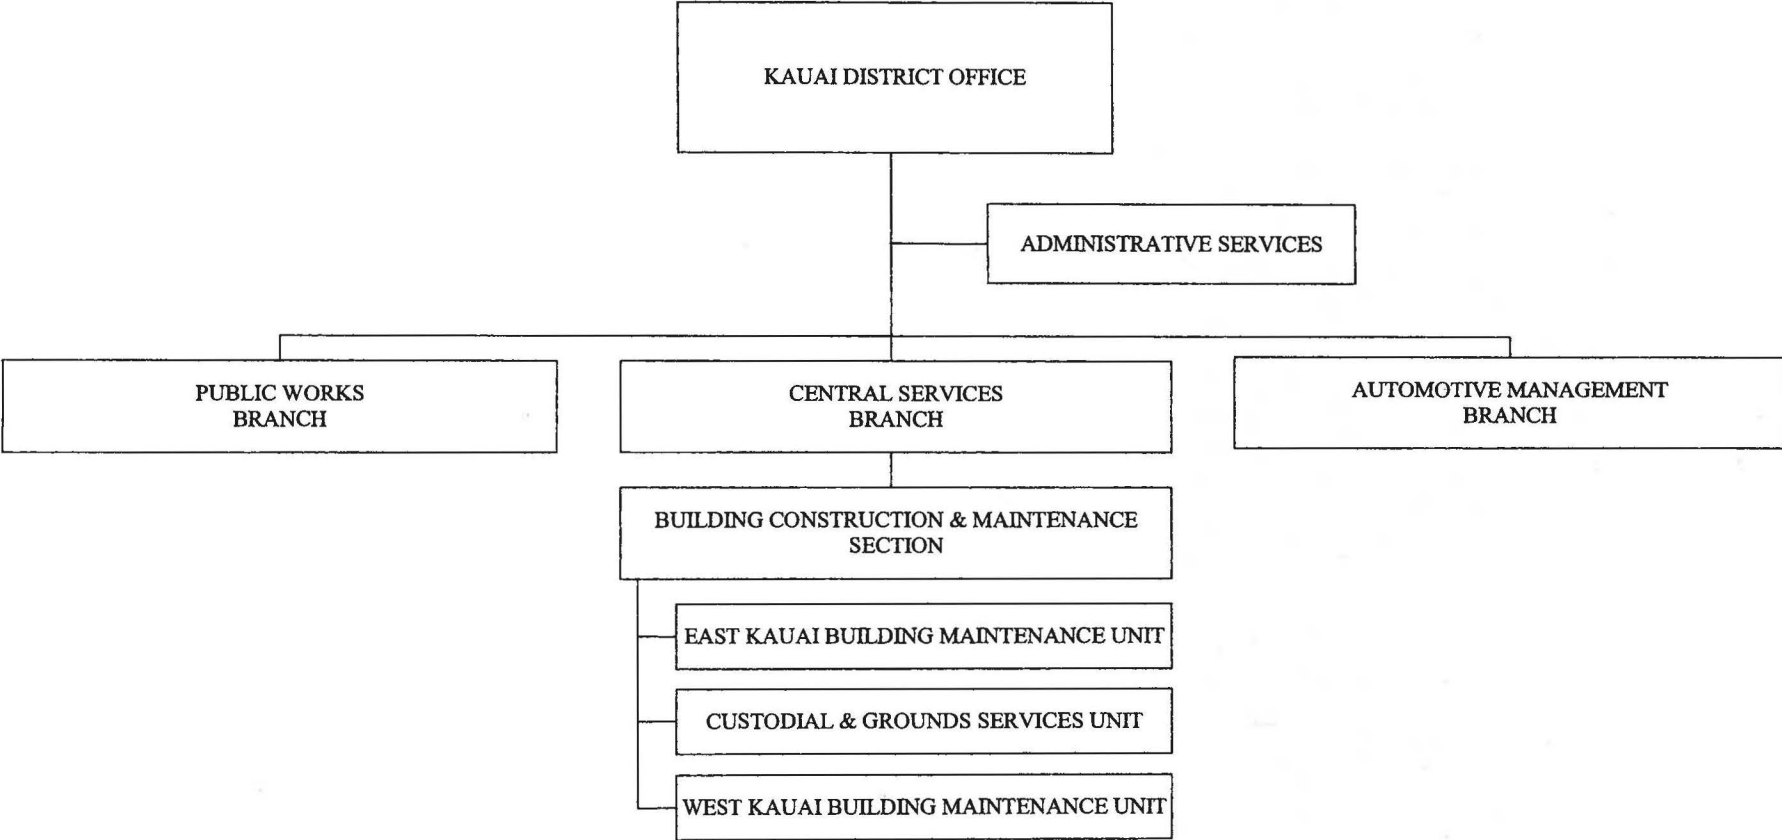 KAUAI DISTRICT OFFICE
ADMINISTRATIVE SERVICES
PUBLIC WORKS
BRANCH
CENTRAL SERVICES
BRANCH
AUTOMOTIVE MANAGEMENT
BRANCH
BUILDING CONSTRUCTION & MAINTENANCE
SECTION
EAST KAUAI BUILDING MAINTENANCE UNIT
CUSTODIAL & GROUNDS SERVICES UNIT
WEST KAUAI BUILDING MAINTENANCE UNIT